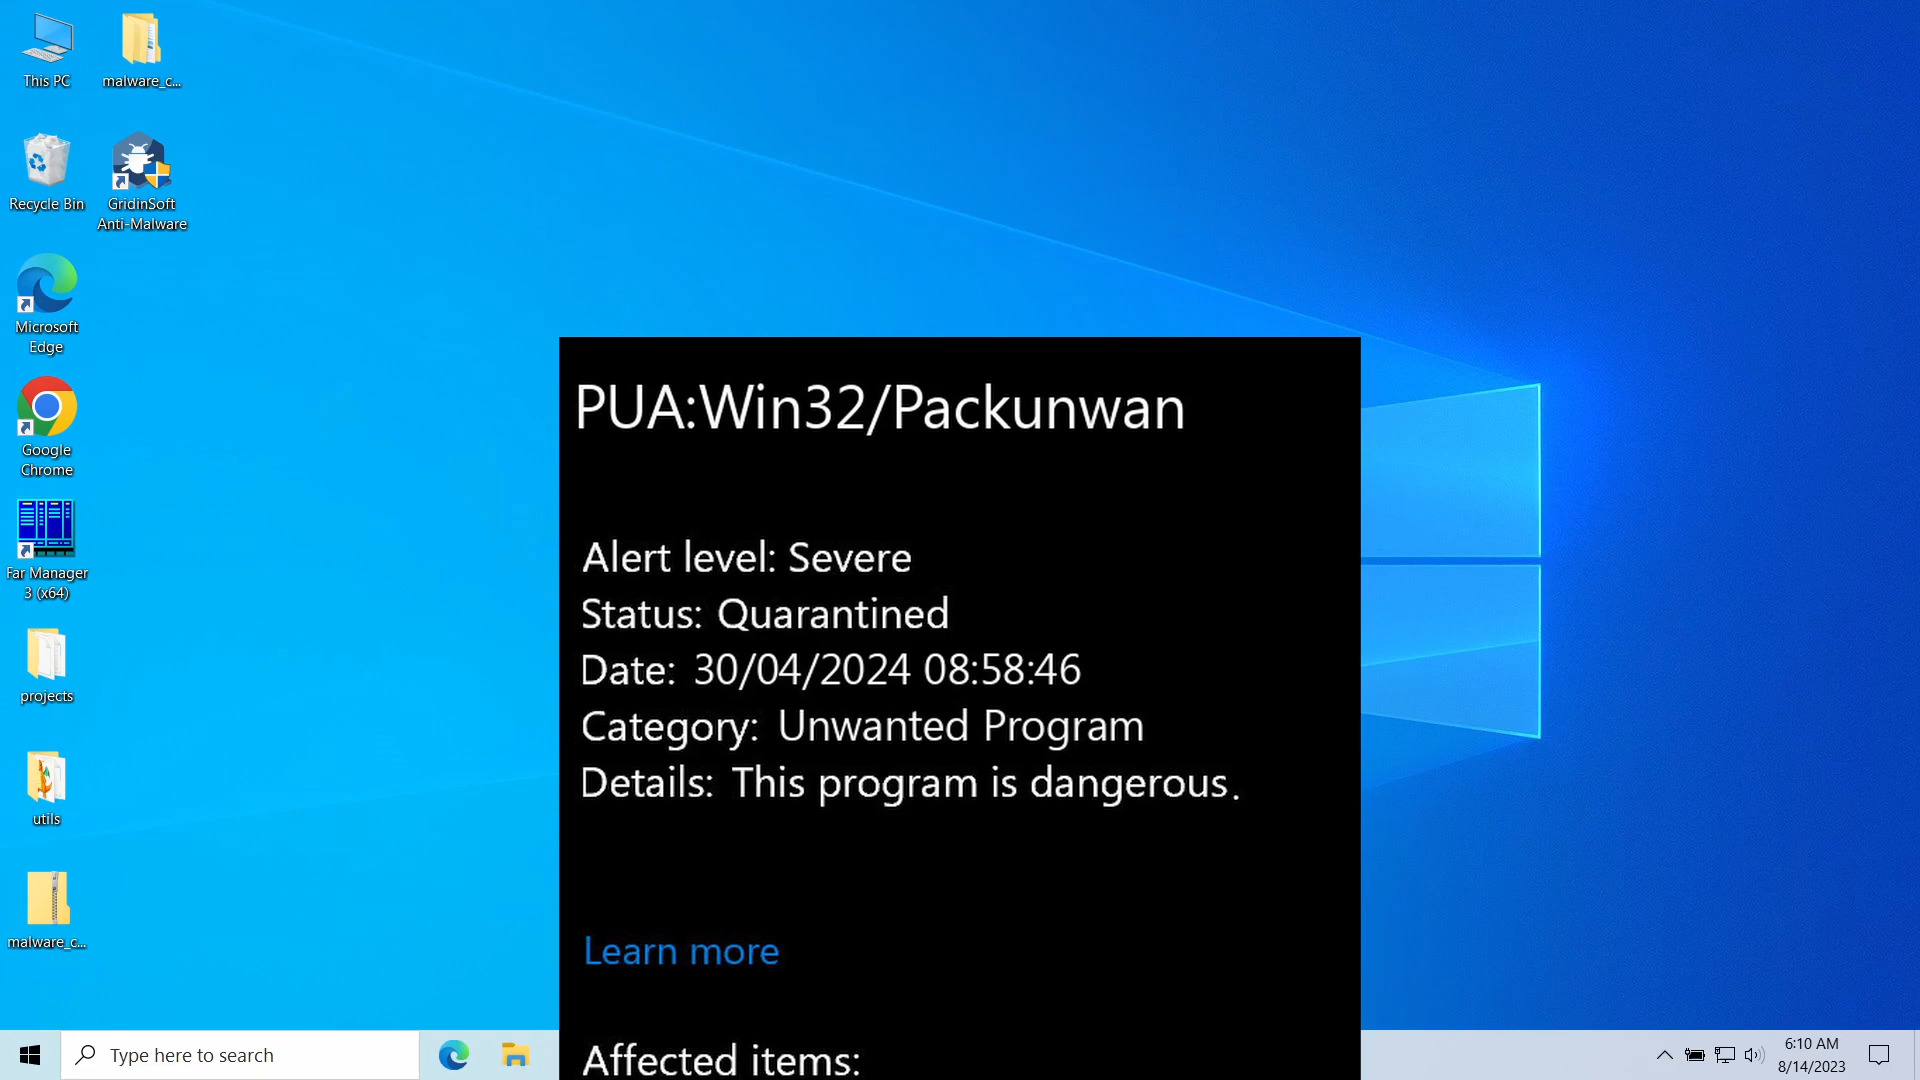 This PC
malware_c...
Recycle Bin
GridinSoft
Anti-Malware
Microsoft
Edge
Google
Chrome
Far Manager
3 (x64)
projects
utils
malware_c...
PUA:Win32/Packunwan
Alert level: Severe
Status: Quarantined
Date: 30/04/2024 08:58:46
Category: Unwanted Program
Details: This program is dangerous.
Learn more
Affected items:
Type here to search
6:10 AM
8/14/2023